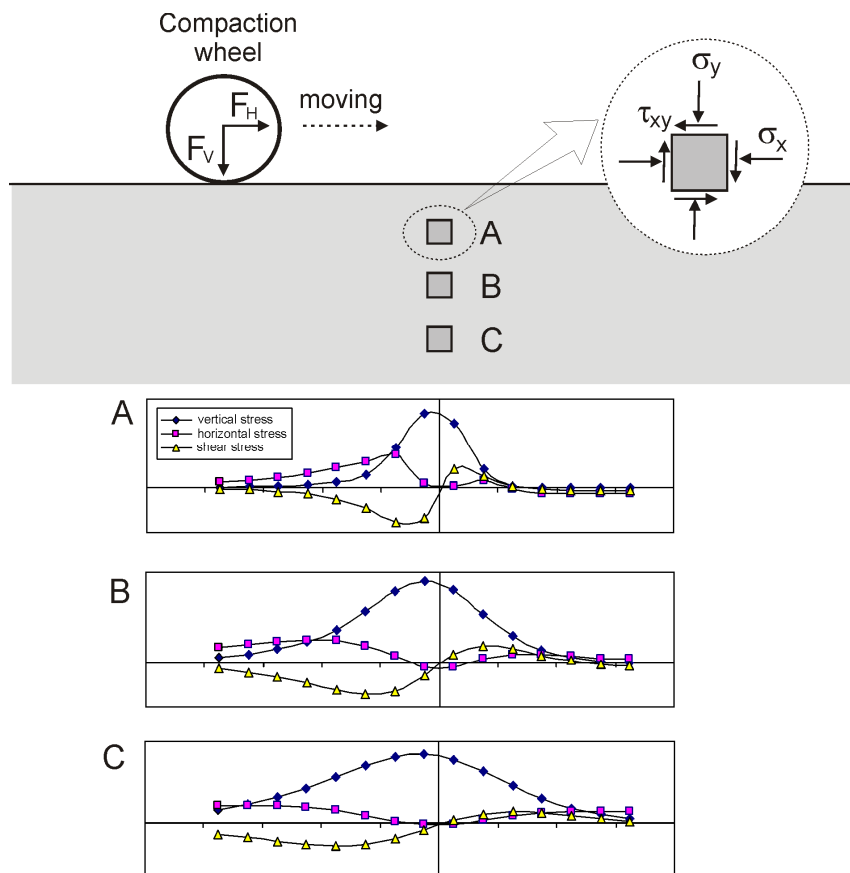 Compaction
wheel
F_H
moving
F_V
σ_y
τ_xy
σ_x
A
B
C
A
vertical stress
horizontal stress
shear stress
B
C